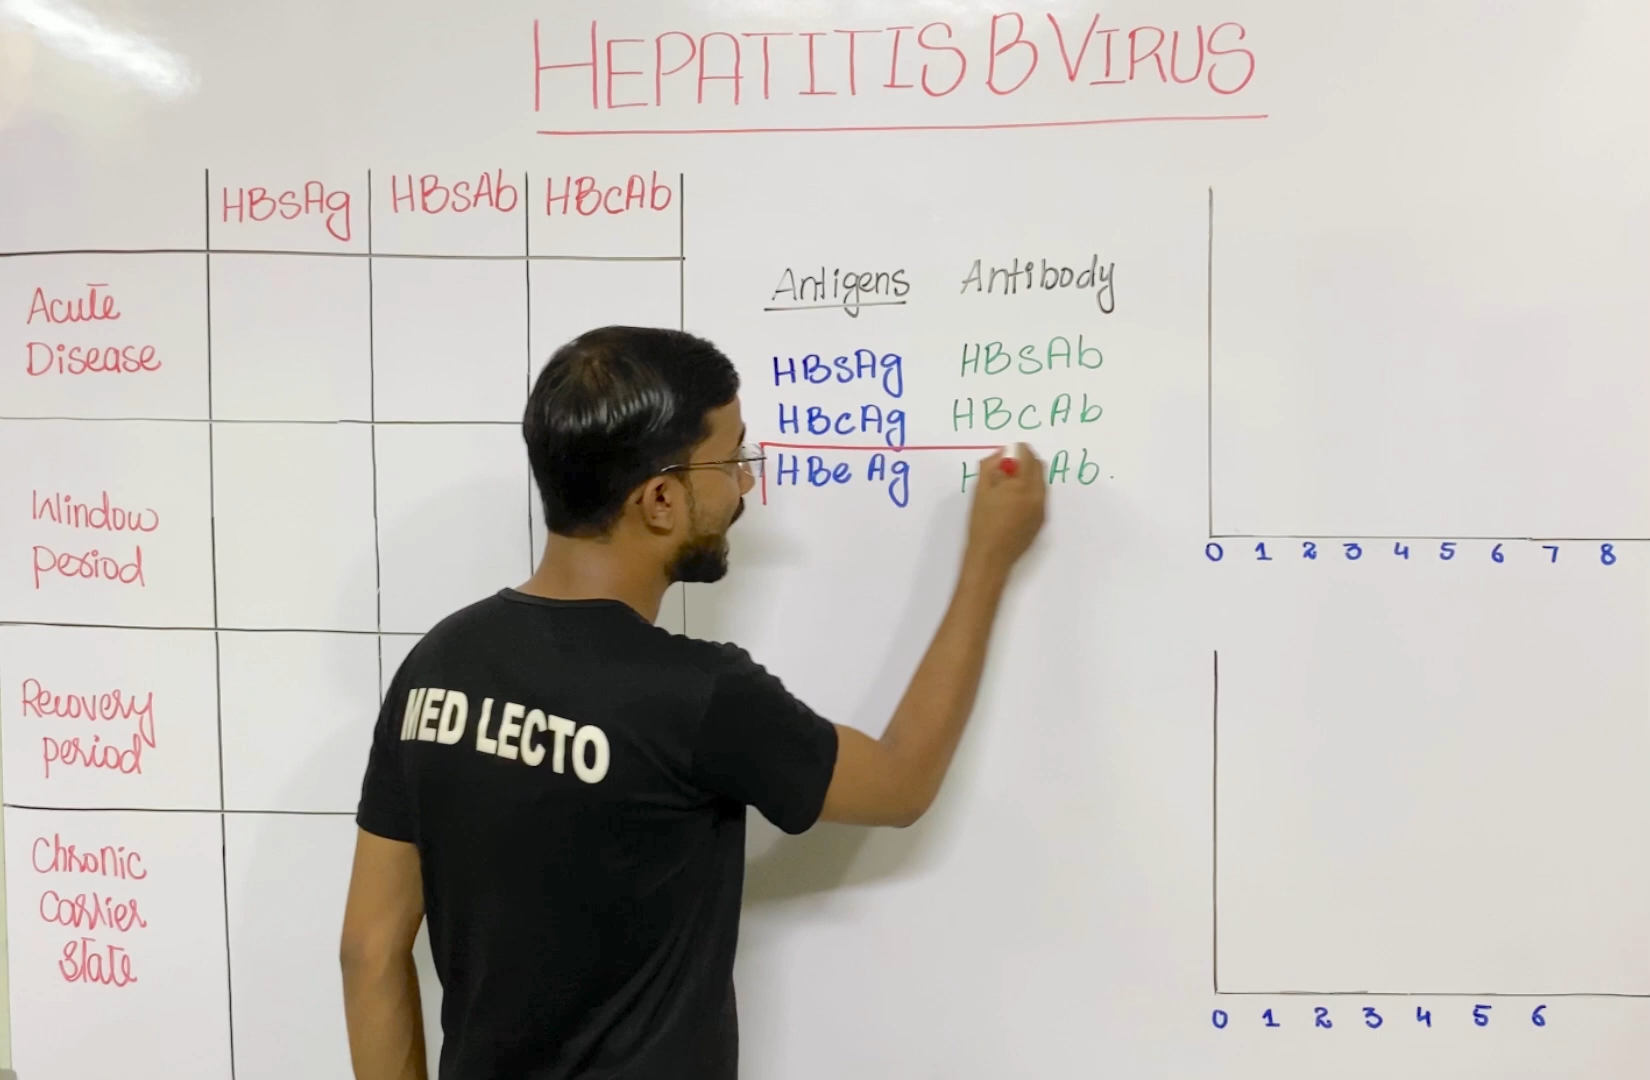 HEPATITIS B VIRUS
HBsAg HBsAb HBcAb
Acute
Disease
Window
period
Recovery
period
Chronic
Carrier
State
Antigens Antibody
HBsAg HBsAb
HBcAg HBcAb
HBe Ag Ab.
MED LECTO
0 1 2 3 4 5 6 7 8
0 1 2 3 4 5 6